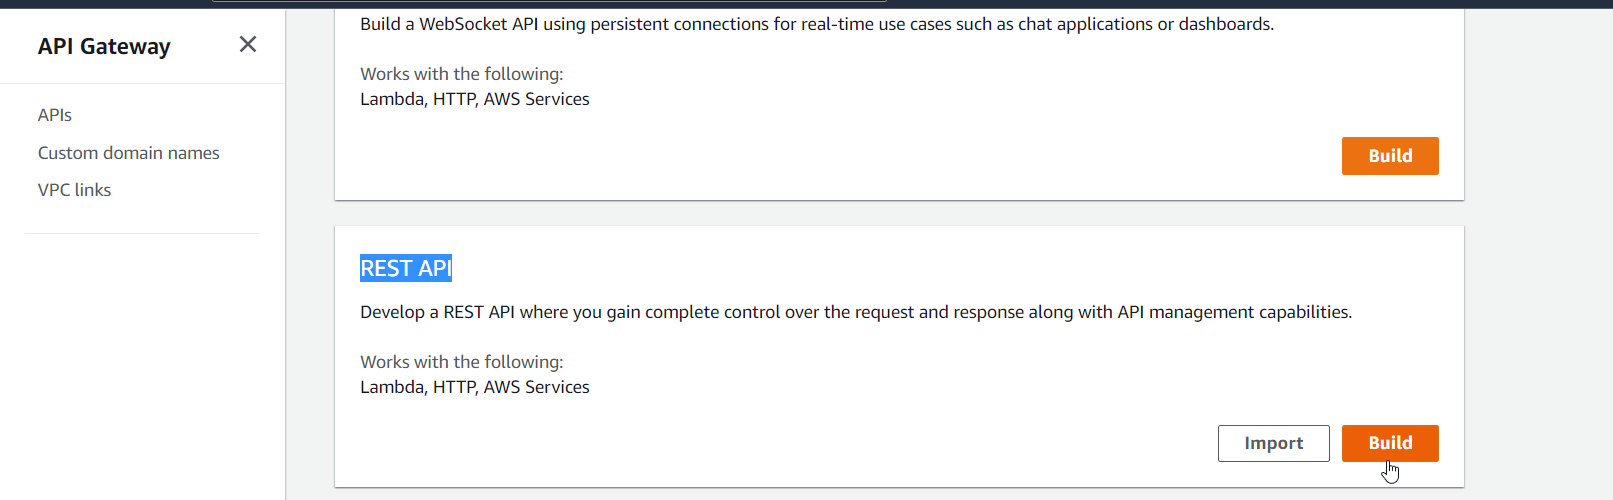 API Gateway
APIs
Custom domain names
VPC links
Build a WebSocket API using persistent connections for real-time use cases such as chat applications or dashboards.
Works with the following:
Lambda, HTTP, AWS Services
Build
REST API
Develop a REST API where you gain complete control over the request and response along with API management capabilities.
Works with the following:
Lambda, HTTP, AWS Services
Import
Build